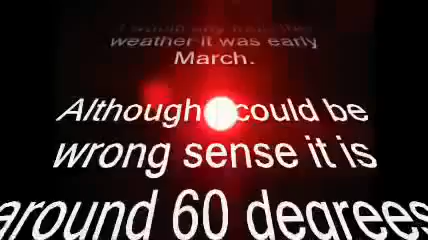 weather it was early
March.
Although I could be
wrong sense it is
around 60 degrees